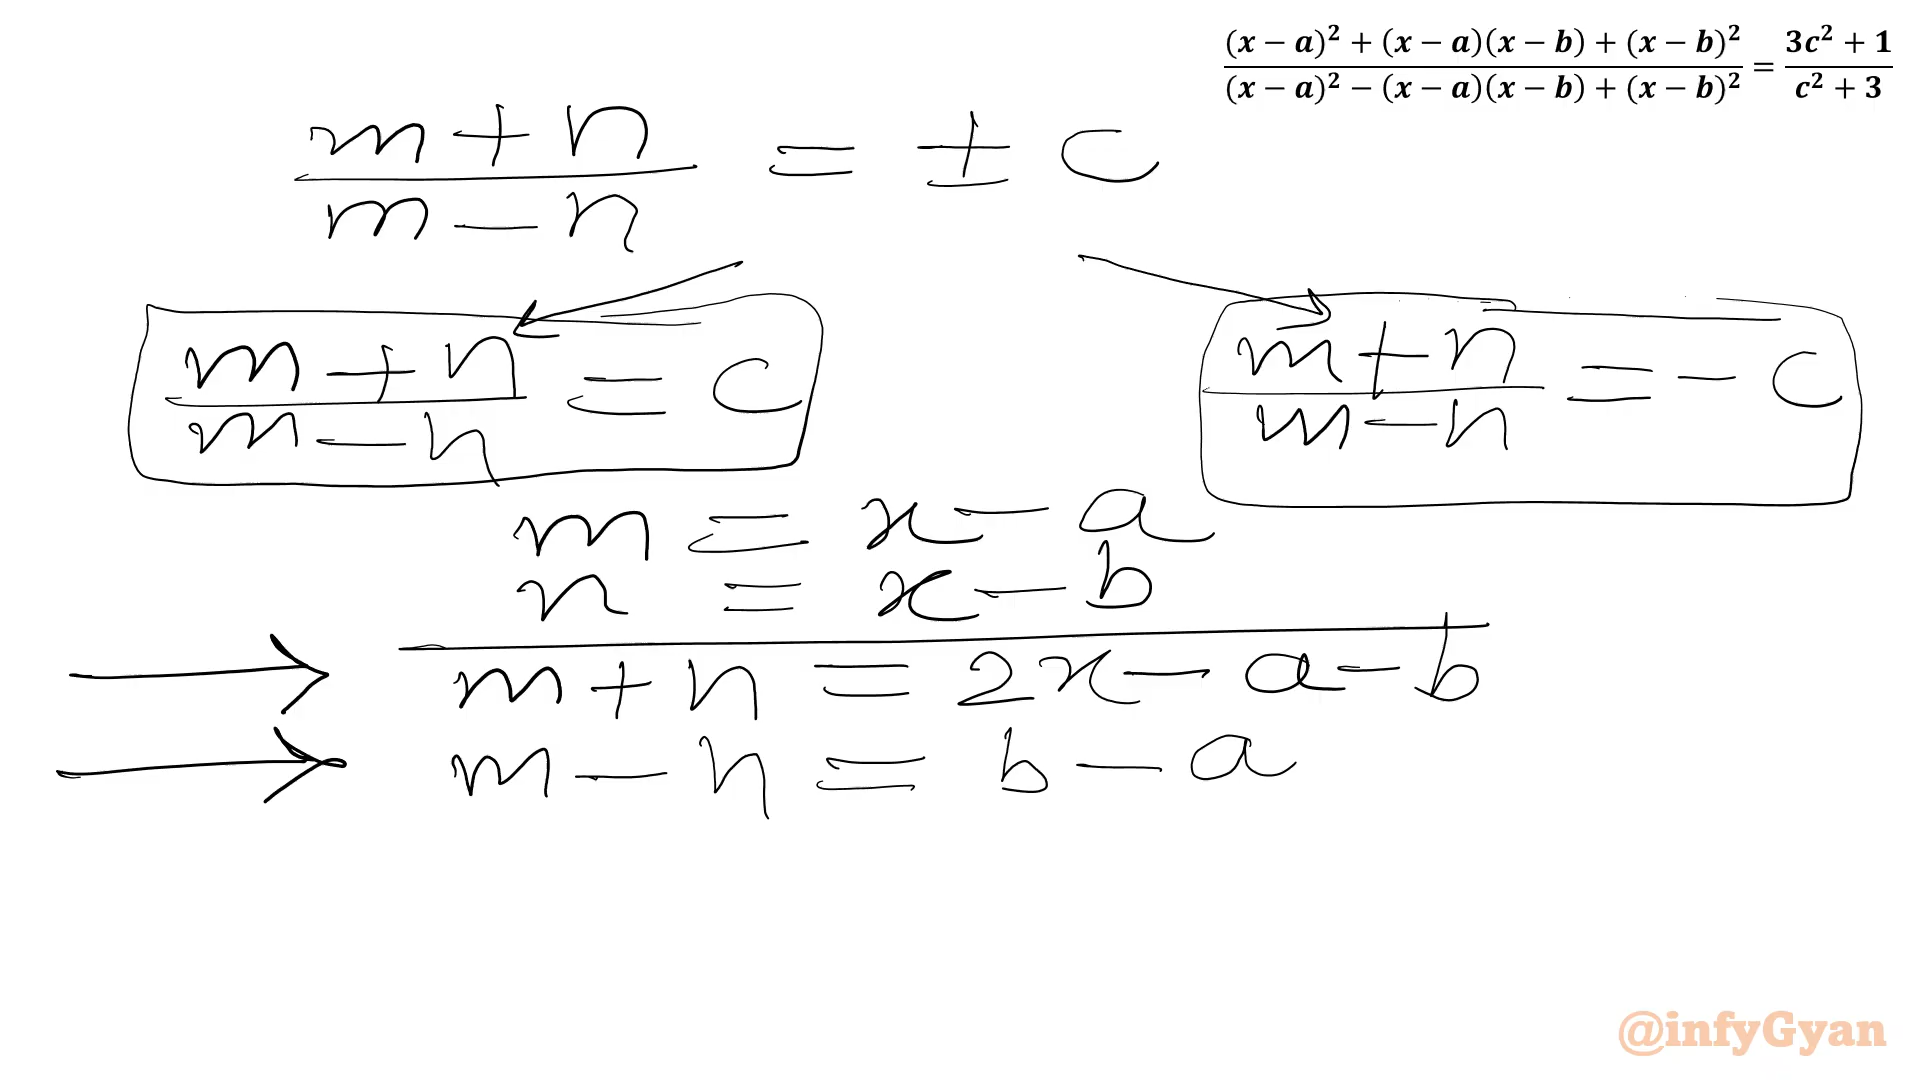 (x − a)² + (x − a)(x − b) + (x − b)² / (x − a)² − (x − a)(x − b) + (x − b)² = 3c² + 1 / c² + 3
m + n / m − n = ± c
m + n / m − n = c
m + n / m − n = − c
m = x − a
n = x − b
m + n = 2x − a − b
m − n = b − a
@infyGyan